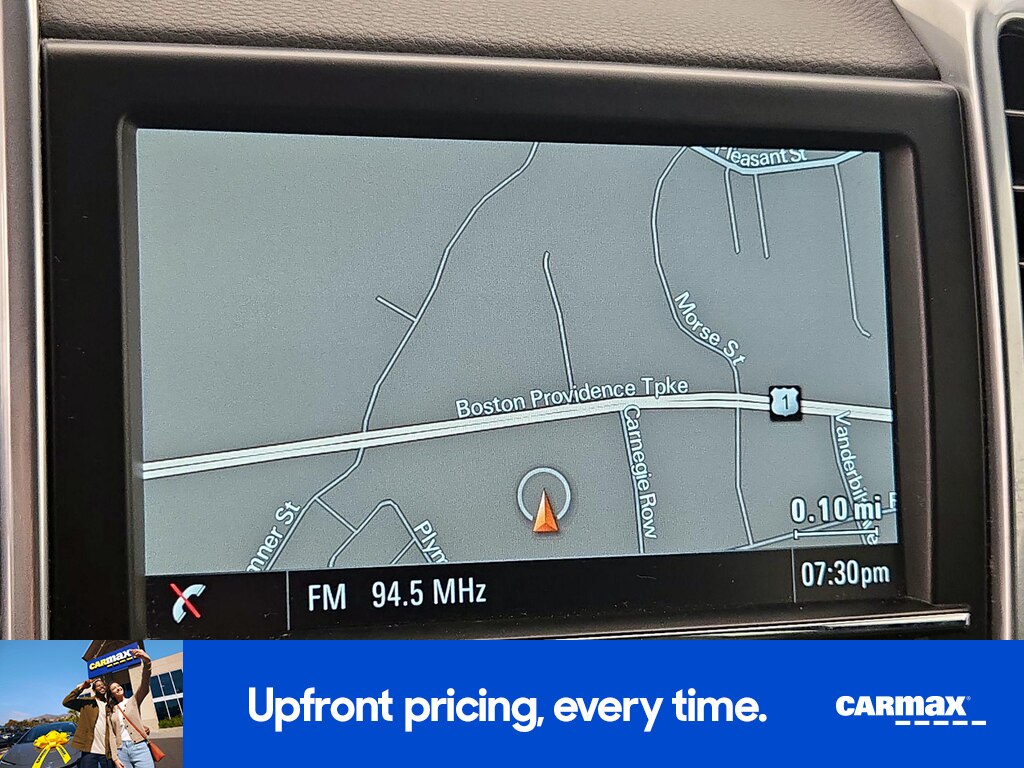 Pleasant St
Morse St
Boston Providence Tpke
1
Carnegie Row
0.10 mi
07:30pm
FM 94.5 MHz
CARMAX
Upfront pricing, every time.
CARMAX